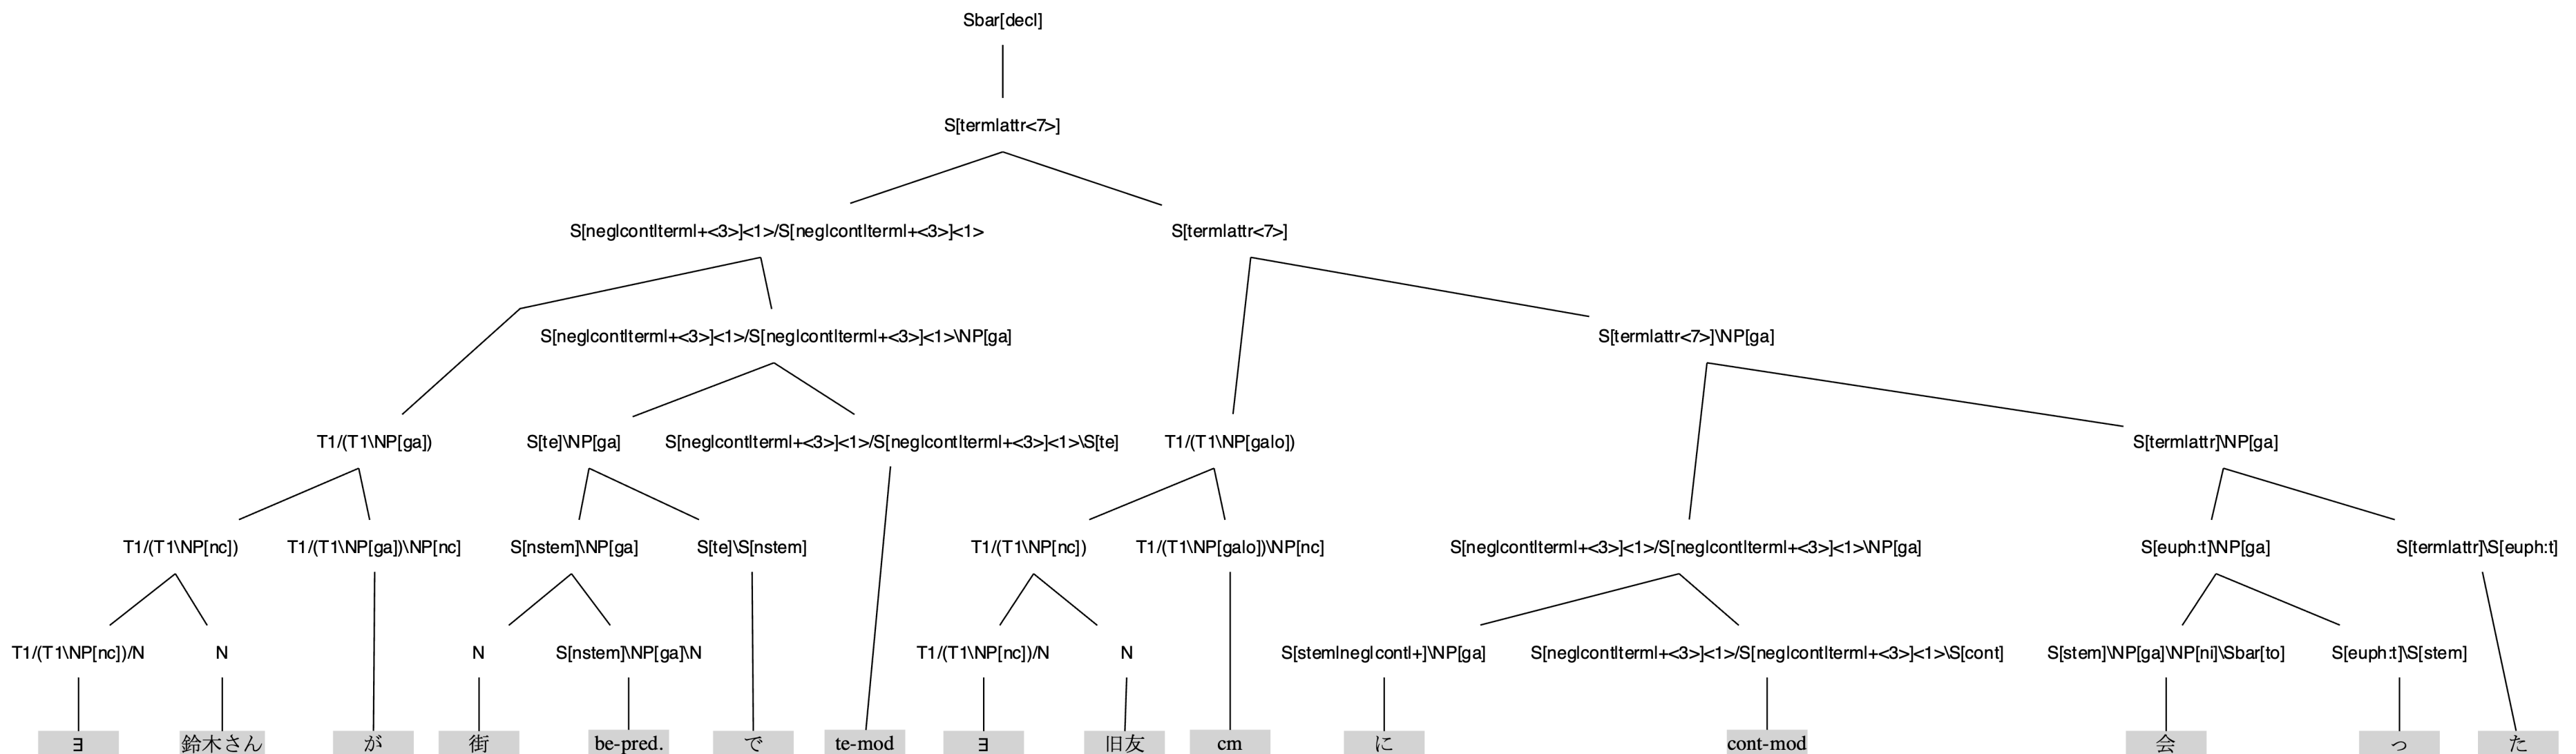 Sbar[decl]
S[term|attr<7>]
S[neg|cont|term|+<3>]<1>/S[neg|cont|term|+<3>]<1> S[term|attr<7>]
S[neg|cont|term|+<3>]<1>/S[neg|cont|term|+<3>]<1>\NP[ga] S[term|attr<7>]\NP[ga]
T1/(T1\NP[ga]) S[te]\NP[ga] S[neg|cont|term|+<3>]<1>/S[neg|cont|term|+<3>]<1>\S[te] T1/(T1\NP[ga|o]) S[term|attr]\NP[ga]
T1/(T1\NP[nc]) T1/(T1\NP[ga])\NP[nc] S[nstem]\NP[ga] S[te]\S[nstem] T1/(T1\NP[nc]) T1/(T1\NP[ga|o])\NP[nc] S[neg|cont|term|+<3>]<1>/S[neg|cont|term|+<3>]<1>\NP[ga] S[euph:t]\NP[ga] S[term|attr]\S[euph:t]
T1/(T1\NP[nc])/N N N S[nstem]\NP[ga]\N T1/(T1\NP[nc])/N N S[stem|neg|cont|+]\NP[ga] S[neg|cont|term|+<3>]<1>/S[neg|cont|term|+<3>]<1>\S[cont] S[stem]\NP[ga]\NP[ni]\Sbar[to] S[euph:t]\S[stem]
∃ 鈴木さん が 街 be-pred. で te-mod ∃ 旧友 cm に cont-mod 会 っ た